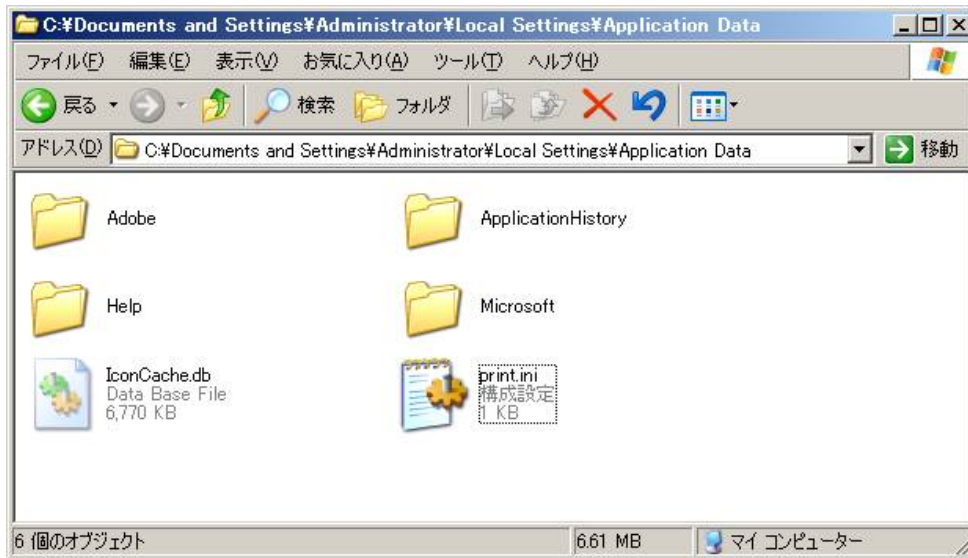 C:¥Documents and Settings¥Administrator¥Local Settings¥Application Data
ファイル(F) 編集(E) 表示(V) お気に入り(A) ツール(T) ヘルプ(H)
戻る 検索 フォルダ
アドレス(D) C:¥Documents and Settings¥Administrator¥Local Settings¥Application Data 移動
Adobe
ApplicationHistory
Help
Microsoft
IconCache.db
Data Base File
6,770 KB
print.ini
構成設定
1 KB
6 個のオブジェクト 6.61 MB マイ コンピューター